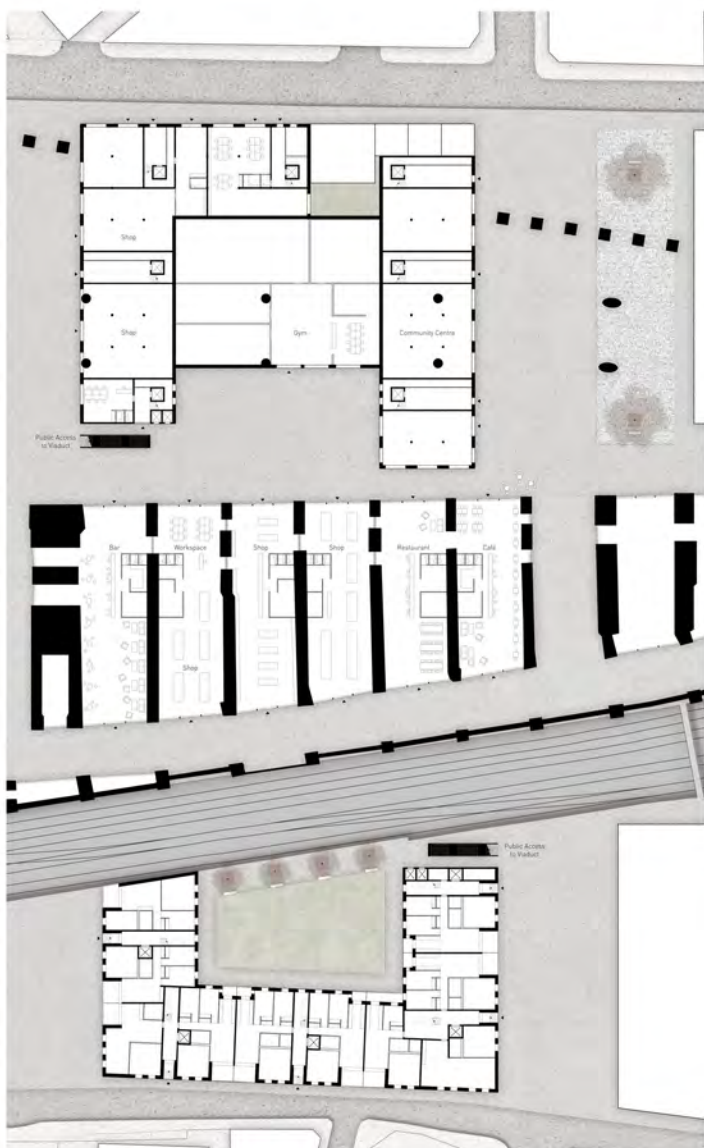 Shop
Shop
Gym
Community Centre
Public Access
to Viaduct
Bar
Workspace
Shop
Shop
Restaurant
Café
Shop
Public Access
to Viaduct